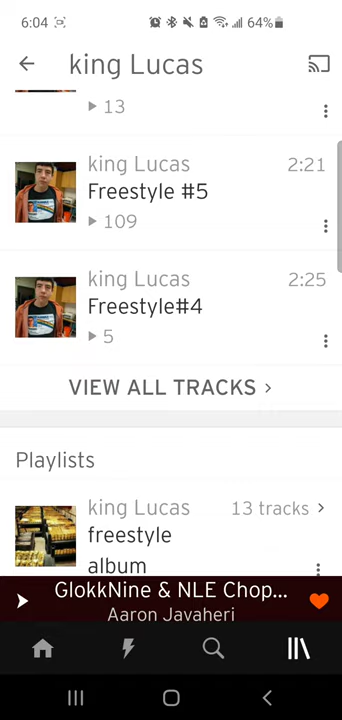 6:04 64%
king Lucas
13
king Lucas 2:21
Freestyle #5
109
king Lucas 2:25
Freestyle#4
5
VIEW ALL TRACKS >
Playlists
king Lucas 13 tracks >
freestyle
album
GlokkNine & NLE Chop...
Aaron Javaheri